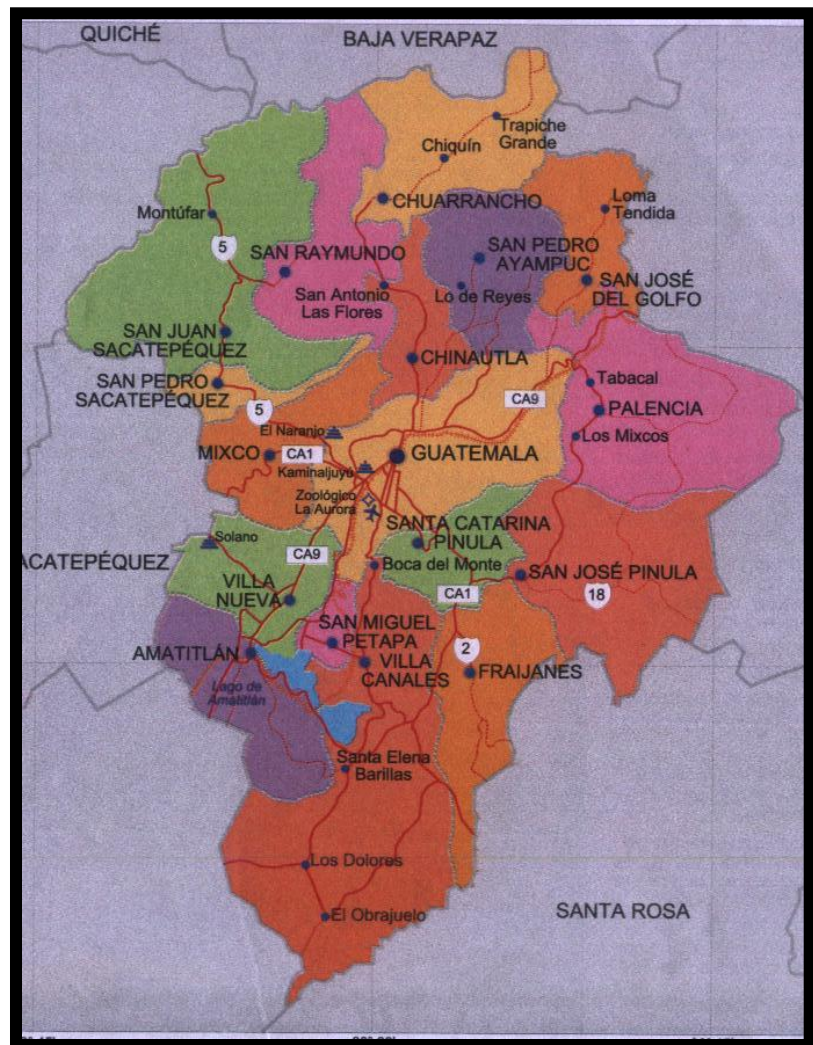 QUICHÉ
BAJA VERAPAZ
Trapiche
Grande
Chiquín
CHUARRANCHO
Loma
Tendida
Montúfar
5
SAN RAYMUNDO
SAN PEDRO
AYAMPUC
San Antonio
Las Flores
Lo de Reyes
SAN JOSÉ
DEL GOLFO
SAN JUAN
SACATEPÉQUEZ
CHINAUTLA
SAN PEDRO
SACATEPÉQUEZ
Tabacal
CA9
PALENCIA
5
El Naranjo
Los Mixcos
MIXCO
CA1
GUATEMALA
Kaminaljuyú
Zoológico
La Aurora
SANTA CATARINA
PINULA
Solano
CA9
ACATEPÉQUEZ
Boca del Monte
SAN JOSÉ PINULA
VILLA
NUEVA
CA1
18
SAN MIGUEL
PETAPA
AMATITLÁN
2
VILLA
CANALES
FRAIJANES
Lago de
Amatitlán
Santa Elena
Barillas
Los Dolores
El Obrajuelo
SANTA ROSA